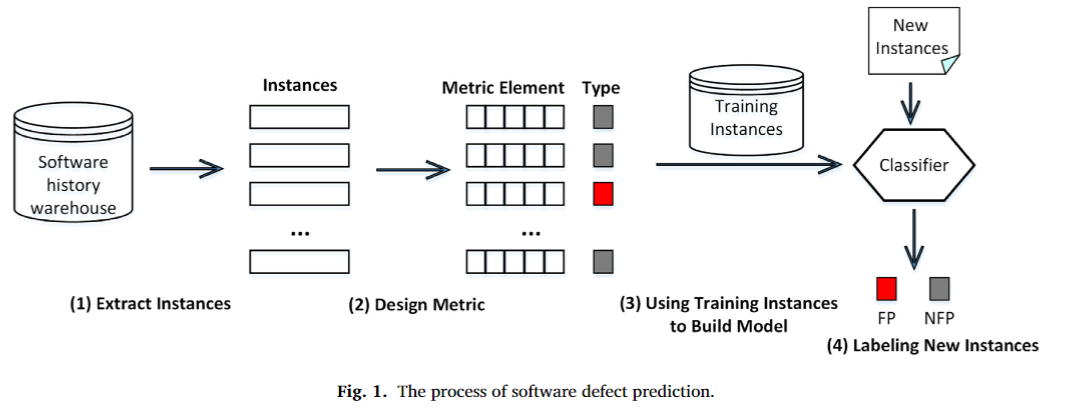 New
Instances
Instances
Metric Element Type
Training
Instances
Software
history
warehouse
Classifier
...
...
(1) Extract Instances
(2) Design Metric
(3) Using Training Instances
to Build Model
FP NFP
(4) Labeling New Instances
Fig. 1. The process of software defect prediction.